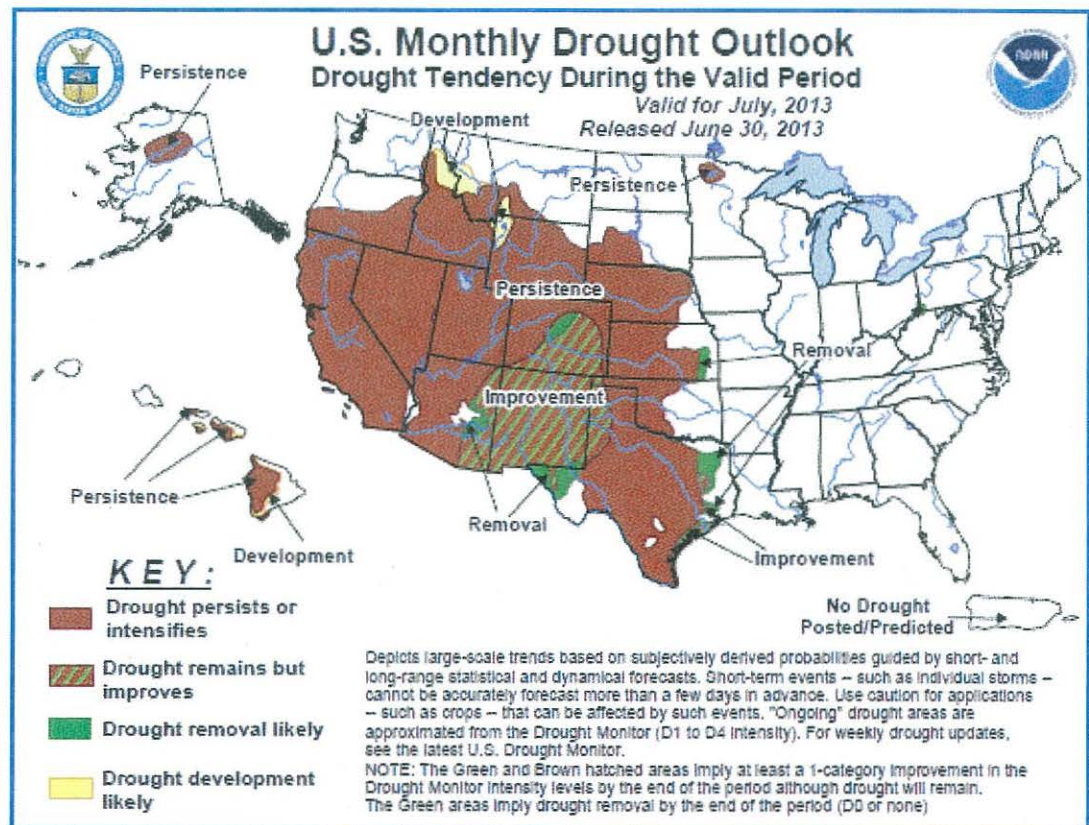 U.S. Monthly Drought Outlook
Drought Tendency During the Valid Period
Valid for July, 2013
Released June 30, 2013
NOAA
Persistence
Development
Persistence
Persistence
Removal
Improvement
Persistence
Removal
Development
Improvement
No Drought
Posted/Predicted
KEY:
Drought persists or
intensifies
Drought remains but
improves
Drought removal likely
Drought development
likely
Depicts large-scale trends based on subjectively derived probabilities guided by short- and
long-range statistical and dynamical forecasts. Short-term events -- such as individual storms --
cannot be accurately forecast more than a few days in advance. Use caution for applications
-- such as crops -- that can be affected by such events. "Ongoing" drought areas are
approximated from the Drought Monitor (D1 to D4 intensity). For weekly drought updates,
see the latest U.S. Drought Monitor.
NOTE: The Green and Brown hatched areas imply at least a 1-category improvement in the
Drought Monitor intensity levels by the end of the period although drought will remain.
The Green areas imply drought removal by the end of the period (D0 or none)